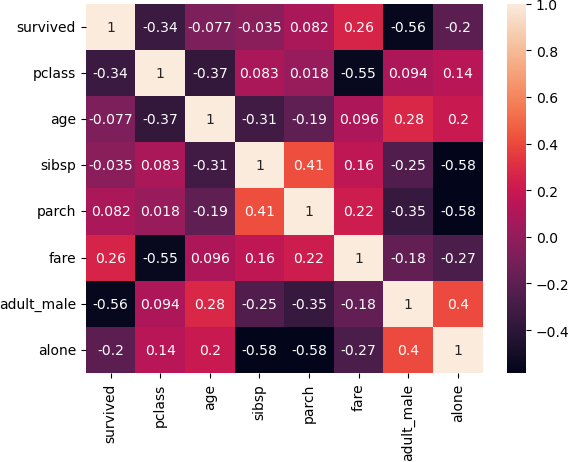 survived 1 -0.34 -0.077 -0.035 0.082 0.26 -0.56 -0.2
pclass -0.34 1 -0.37 0.083 0.018 -0.55 0.094 0.14
age -0.077 -0.37 1 -0.31 -0.19 0.096 0.28 0.2
sibsp -0.035 0.083 -0.31 1 0.41 0.16 -0.25 -0.58
parch 0.082 0.018 -0.19 0.41 1 0.22 -0.35 -0.58
fare 0.26 -0.55 0.096 0.16 0.22 1 -0.18 -0.27
adult_male -0.56 0.094 0.28 -0.25 -0.35 -0.18 1 0.4
alone -0.2 0.14 0.2 -0.58 -0.58 -0.27 0.4 1
survived pclass age sibsp parch fare adult_male alone
1.0
0.8
0.6
0.4
0.2
0.0
−0.2
−0.4